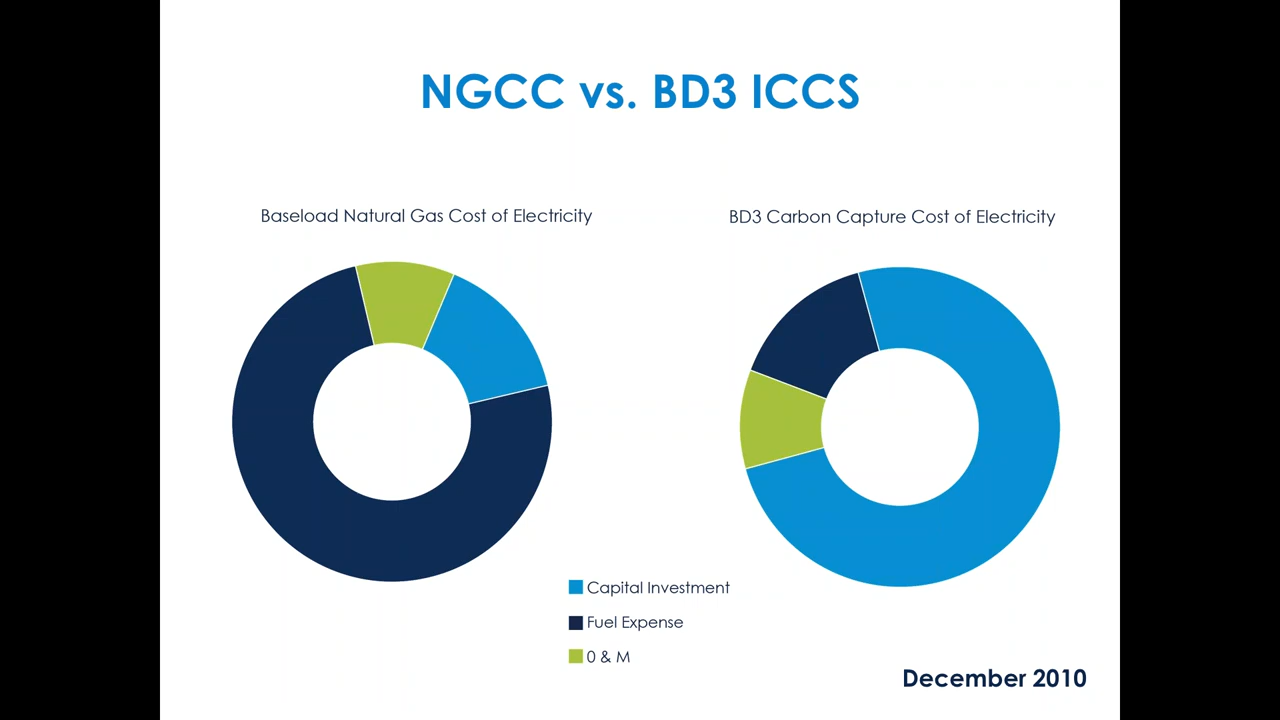 NGCC vs. BD3 ICCS
Baseload Natural Gas Cost of Electricity
BD3 Carbon Capture Cost of Electricity
Capital Investment
Fuel Expense
0 & M
December 2010